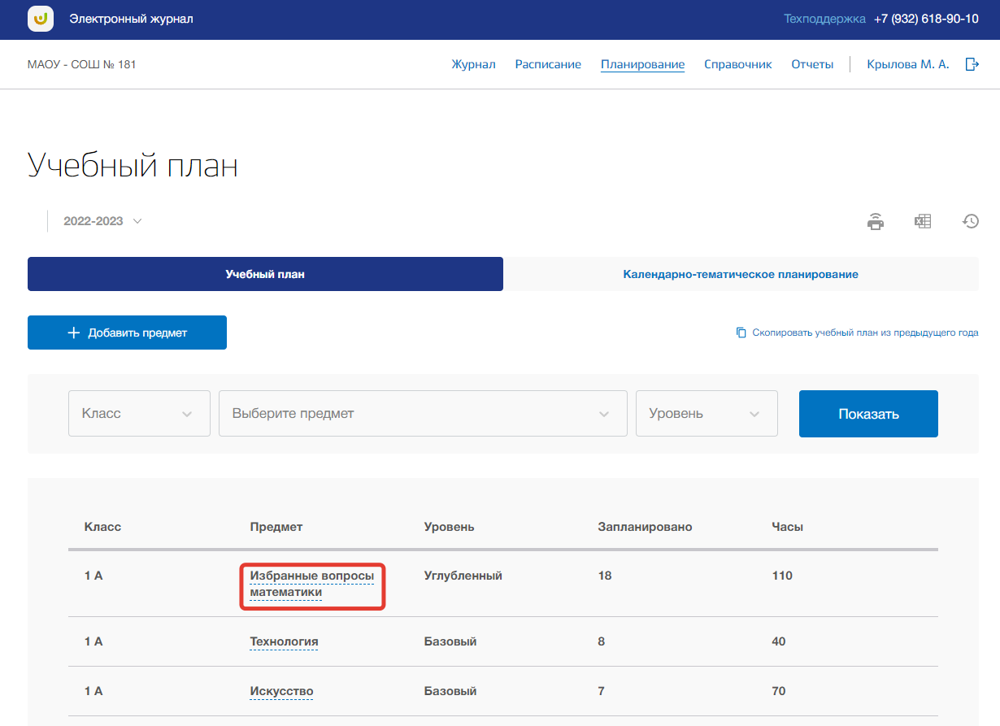 Электронный журнал Техподдержка +7 (932) 618-90-10
МАОУ - СОШ № 181 Журнал Расписание Планирование Справочник Отчеты Крылова М. А.
Учебный план
2022-2023
Учебный план Календарно-тематическое планирование
Добавить предмет Скопировать учебный план из предыдущего года
Класс Выберите предмет Уровень Показать
Класс Предмет Уровень Запланировано Часы
1 А Избранные вопросы Углубленный 18 110
математики
1 А Технология Базовый 8 40
1 А Искусство Базовый 7 70